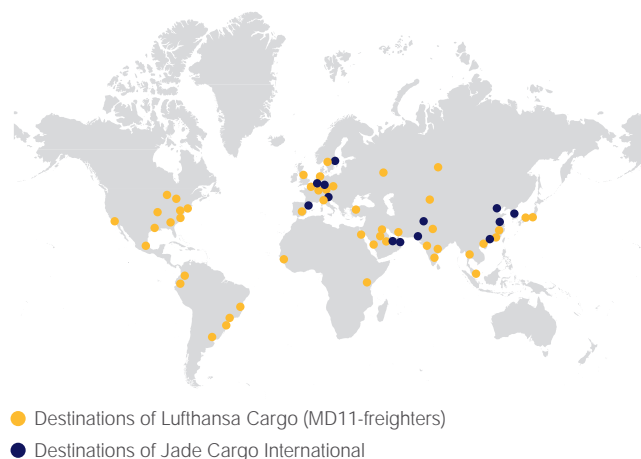 Destinations of Lufthansa Cargo (MD11-freighters)
Destinations of Jade Cargo International